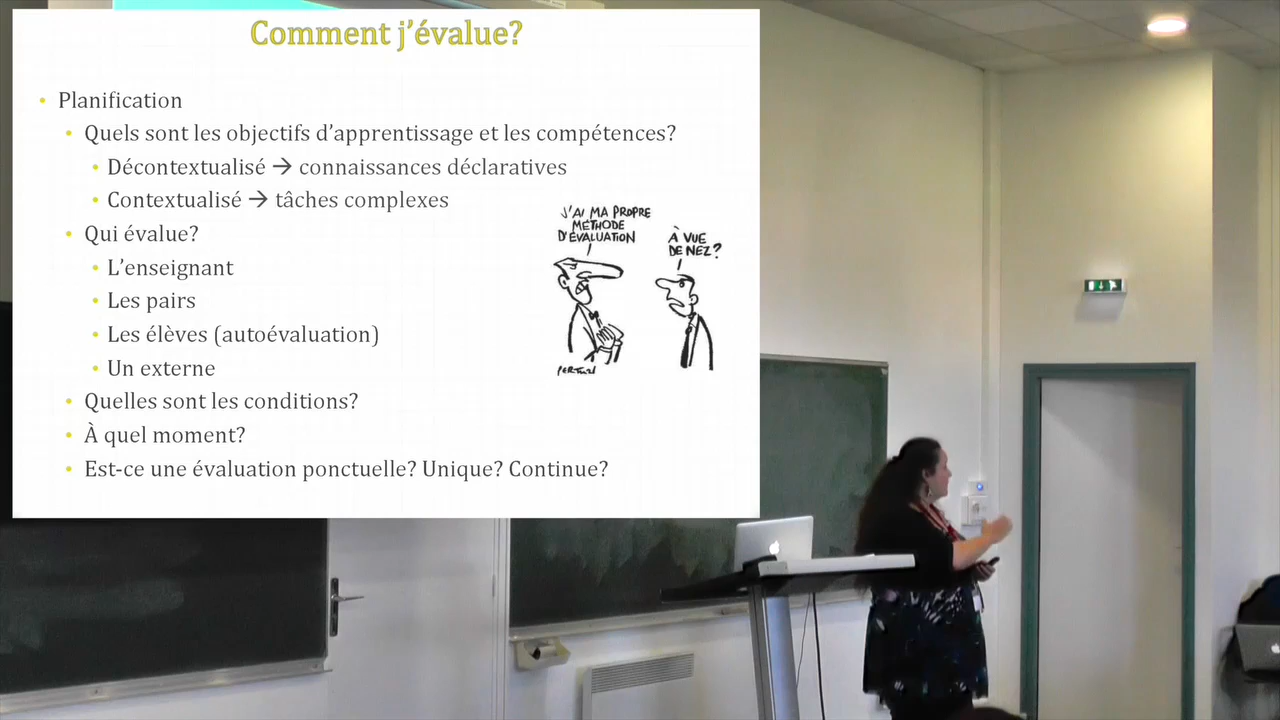 Comment j'évalue?
• Planification
• Quels sont les objectifs d'apprentissage et les compétences?
• Décontextualisé → connaissances déclaratives
• Contextualisé → tâches complexes
• Qui évalue?
• L'enseignant
• Les pairs
• Les élèves (autoévaluation)
• Un externe
• Quelles sont les conditions?
• À quel moment?
• Est-ce une évaluation ponctuelle? Unique? Continue?
J'AI MA PROPRE
MÉTHODE
D'ÉVALUATION
À VUE
DE NEZ?